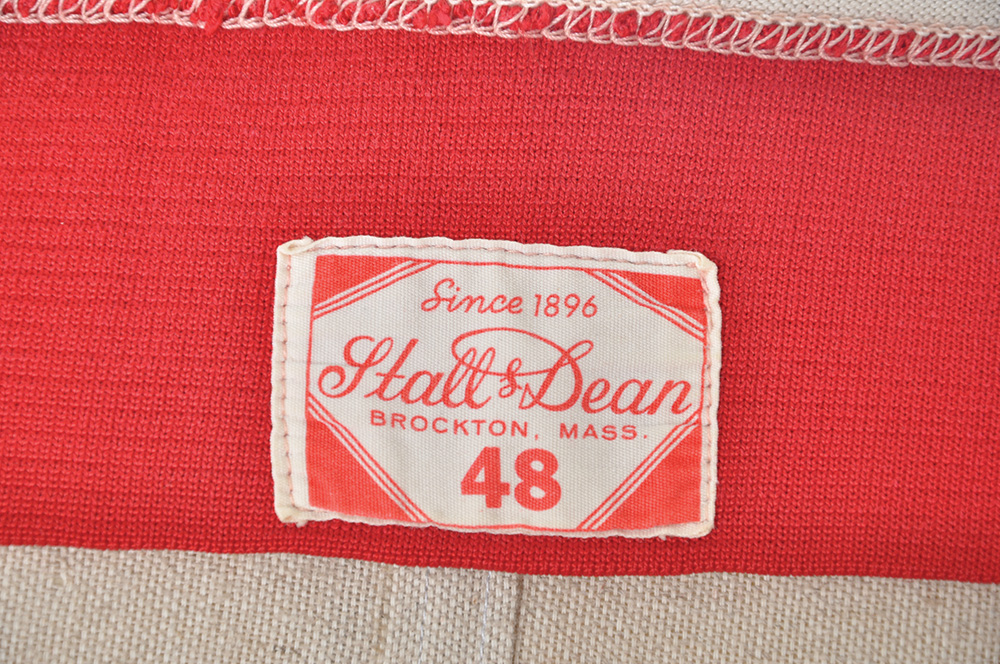 Since 1896
Stall & Dean
BROCKTON, MASS.
48